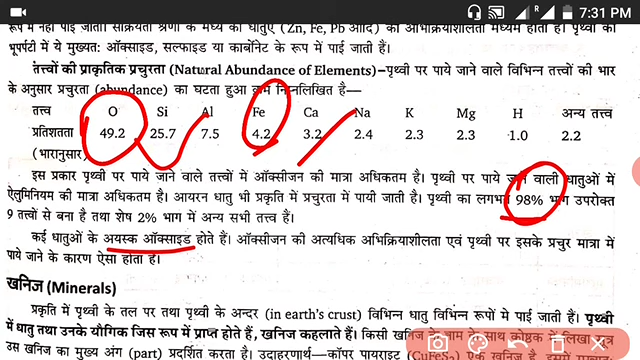 7:31 PM
रूप में नहीं पाई जाती। सक्रियता श्रेणी के मध्य की धातुएँ (Zn, Fe, Pb आदि) की अभिक्रियाशीलता मध्यम होती है। पृथ्वी की
भूपर्पटी में ये मुख्यतः ऑक्साइड, सल्फाइड या कार्बोनेट के रूप में पाई जाती हैं।
तत्त्वों की प्राकृतिक प्रचुरता (Natural Abundance of Elements)–पृथ्वी पर पाये जाने वाले विभिन्न तत्त्वों की भार
के अनुसार प्रचुरता (abundance) का घटता हुआ क्रम निम्नलिखित है—
तत्त्व O Si Al Fe Ca Na K Mg H अन्य तत्त्व
प्रतिशतता 49.2 25.7 7.5 4.2 3.2 2.4 2.3 2.3 1.0 2.2
(भारानुसार)
इस प्रकार पृथ्वी पर पाये जाने वाले तत्त्वों में ऑक्सीजन की मात्रा अधिकतम है। पृथ्वी पर पाये जाने वाली धातुओं में
ऐलुमिनियम की मात्रा अधिकतम है। आयरन धातु भी प्रकृति में प्रचुरता में पायी जाती है। पृथ्वी का लगभग 98% भाग उपरोक्त
9 तत्त्वों से बना है तथा शेष 2% भाग में अन्य सभी तत्त्व हैं।
कई धातुओं के अयस्क ऑक्साइड होते हैं। ऑक्सीजन की अत्यधिक अभिक्रियाशीलता एवं पृथ्वी पर इसके प्रचुर मात्रा में
पाये जाने के कारण ऐसा होता है।
खनिज (Minerals)
प्रकृति में पृथ्वी के तल पर तथा पृथ्वी के अन्दर (in earth's crust) विभिन्न धातु विभिन्न रूपों में पाई जाती हैं। पृथ्वी
में धातु तथा उनके यौगिक जिस रूप में प्राप्त होते हैं, खनिज कहलाते हैं। किसी खनिज के नाम के साथ कोष्ठक में लिखा सूत्र
उस खनिज का मुख्य अंग (part) प्रदर्शित करता है। उदाहरणार्थ—कॉपर पायराइट (CuFeS₂ एक खनिज है।